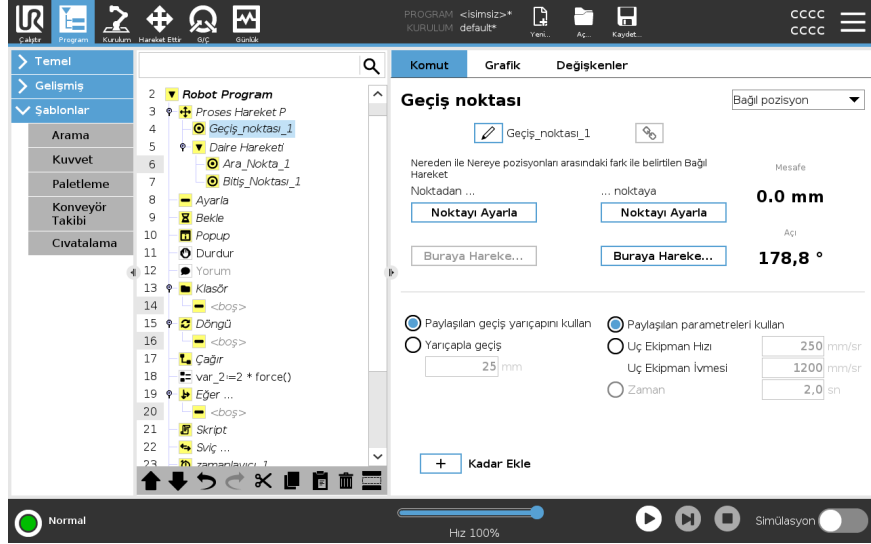 PROGRAM <isimsiz>*
KURULUM default*
CCCC
CCCC
Çalıştır
Program
Kurulum
Hareket Ettir
G/Ç
Günlük
Yeni...
Aç...
Kaydet...
Temel
Gelişmiş
Şablonlar
Arama
Kuvvet
Paletleme
Konveyör
Takibi
Cıvatalama
2 Robot Program
3 Proses Hareket P
4 Geçiş_noktası_1
5 Daire Hareketi
6 Ara_Nokta_1
7 Bitiş_Noktası_1
8 Ayarla
9 Bekle
10 Popup
11 Durdur
12 Yorum
13 Klasör
14 <boş>
15 Döngü
16 <boş>
17 Çağır
18 var_2≔2 * force()
19 Eğer ...
20 <boş>
21 Skript
22 Sviç ...
23 zamanlayıcı_1
Komut
Grafik
Değişkenler
Geçiş noktası
Bağıl pozisyon
Geçiş_noktası_1
Nereden ile Nereye pozisyonları arasındaki fark ile belirtilen Bağıl
Hareket
Mesafe
Noktadan ...
... noktaya
0.0 mm
Noktayı Ayarla
Noktayı Ayarla
Açı
Buraya Hareke...
Buraya Hareke...
178,8 °
Paylaşılan geçiş yarıçapını kullan
Paylaşılan parametreleri kullan
Yarıçapla geçiş
Uç Ekipman Hızı
250 mm/sr
25 mm
Uç Ekipman İvmesi
1200 mm/sr
Zaman
2,0 sn
+ Kadar Ekle
Normal
Hız 100%
Simülasyon